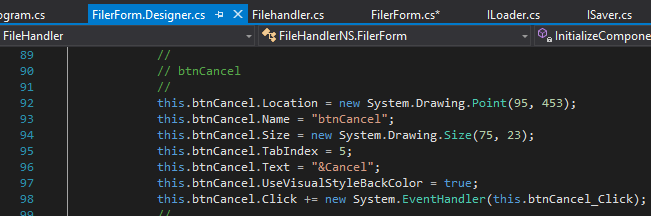 ogram.cs FilerForm.Designer.cs Filehandler.cs FilerForm.cs* ILoader.cs ISaver.cs
FileHandler FileHandlerNS.FilerForm InitializeCompone
89 //
90 // btnCancel
91 //
92 this.btnCancel.Location = new System.Drawing.Point(95, 453);
93 this.btnCancel.Name = "btnCancel";
94 this.btnCancel.Size = new System.Drawing.Size(75, 23);
95 this.btnCancel.TabIndex = 5;
96 this.btnCancel.Text = "&Cancel";
97 this.btnCancel.UseVisualStyleBackColor = true;
98 this.btnCancel.Click += new System.EventHandler(this.btnCancel_Click);
//